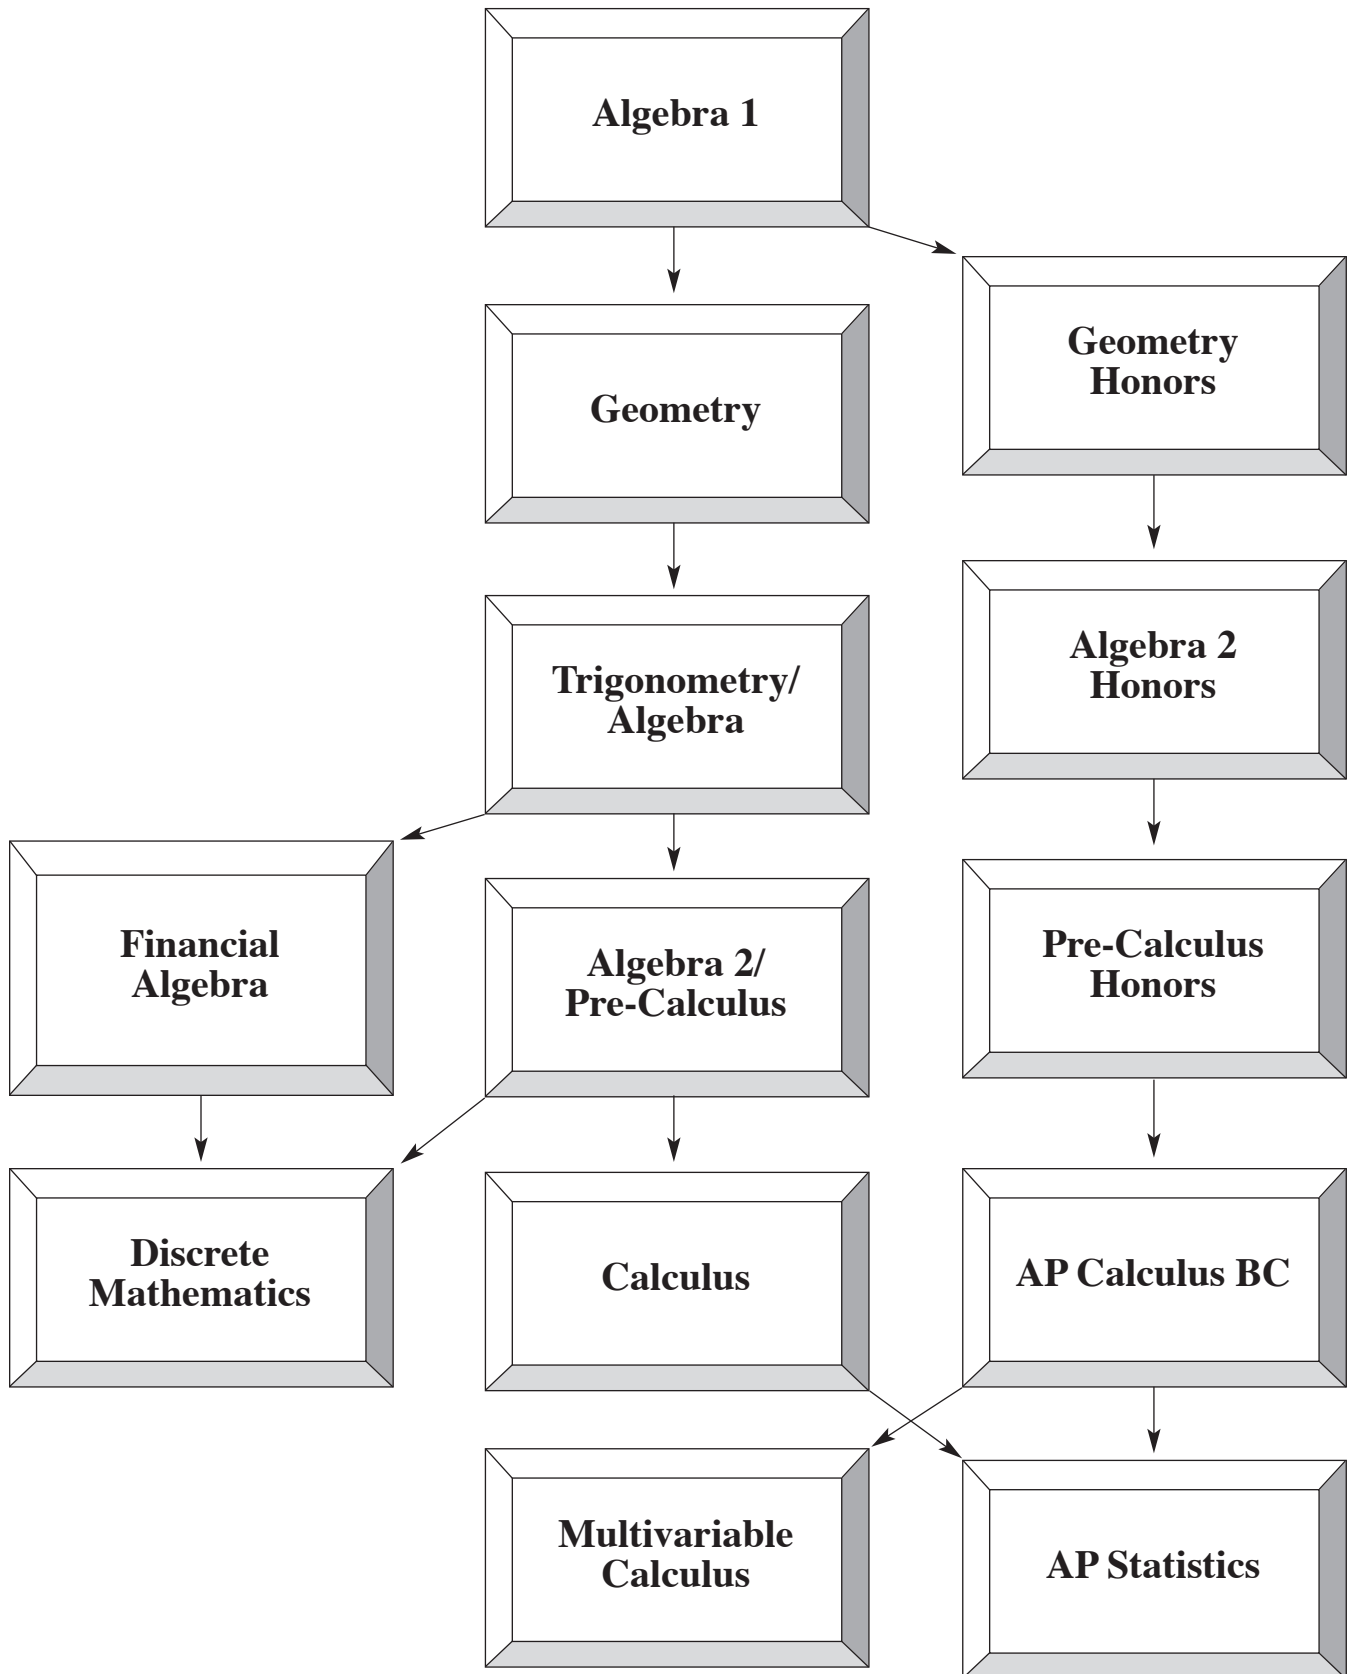 Algebra 1
Geometry
Honors
Geometry
Algebra 2
Honors
Trigonometry/
Algebra
Financial
Algebra
Algebra 2/
Pre-Calculus
Pre-Calculus
Honors
Discrete
Mathematics
Calculus
AP Calculus BC
Multivariable
Calculus
AP Statistics